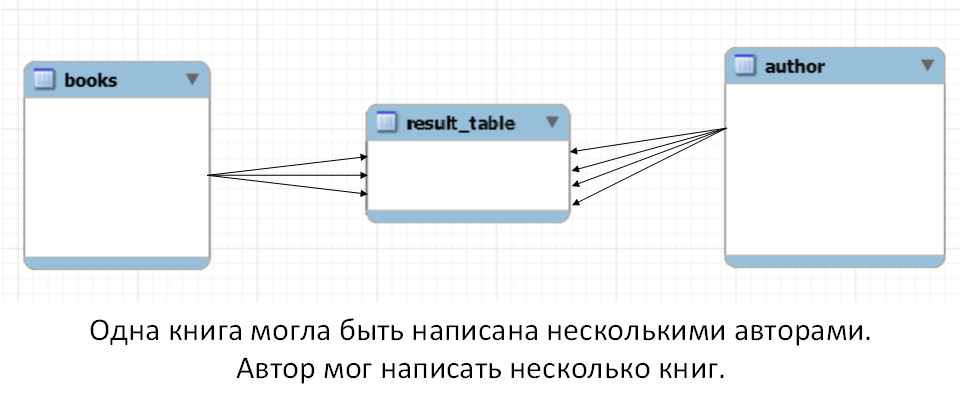 books
result_table
author
Одна книга могла быть написана несколькими авторами.
Автор мог написать несколько книг.